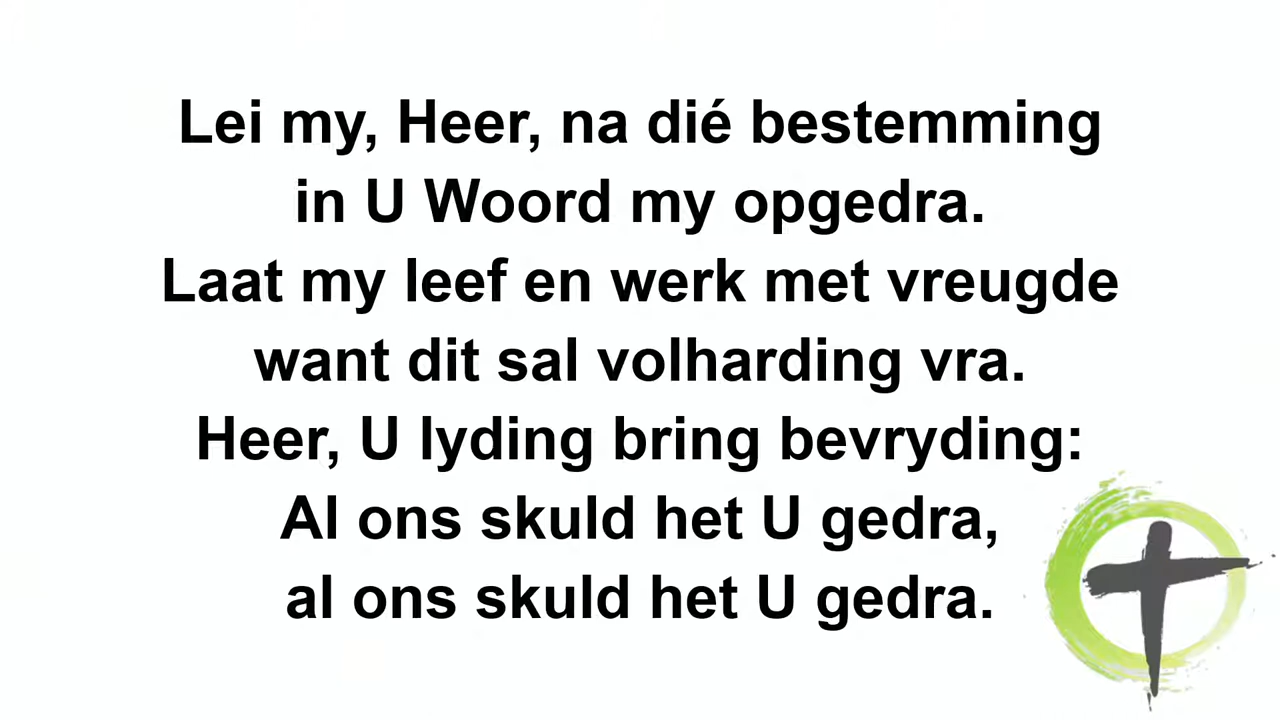 Lei my, Heer, na dié bestemming
in U Woord my opgedra.
Laat my leef en werk met vreugde
want dit sal volharding vra.
Heer, U lyding bring bevryding:
Al ons skuld het U gedra,
al ons skuld het U gedra.